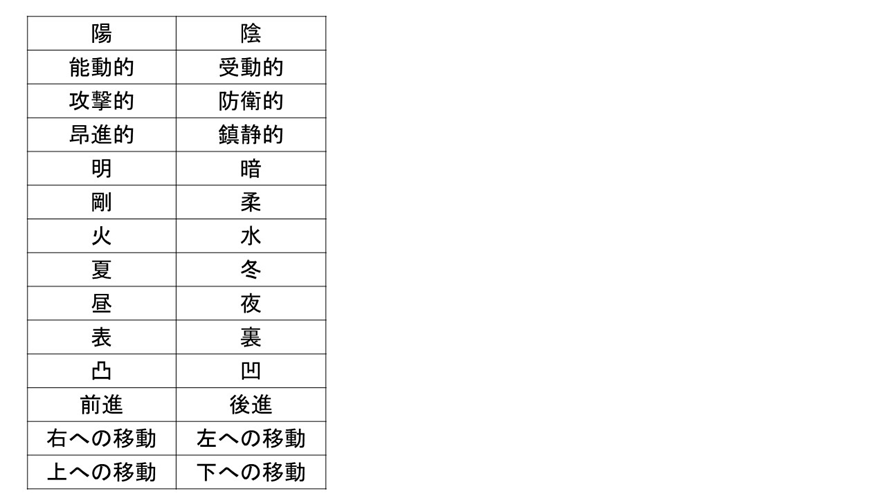 陽 陰
能動的 受動的
攻撃的 防衛的
昂進的 鎮静的
明 暗
剛 柔
火 水
夏 冬
昼 夜
表 裏
凸 凹
前進 後進
右への移動 左への移動
上への移動 下への移動